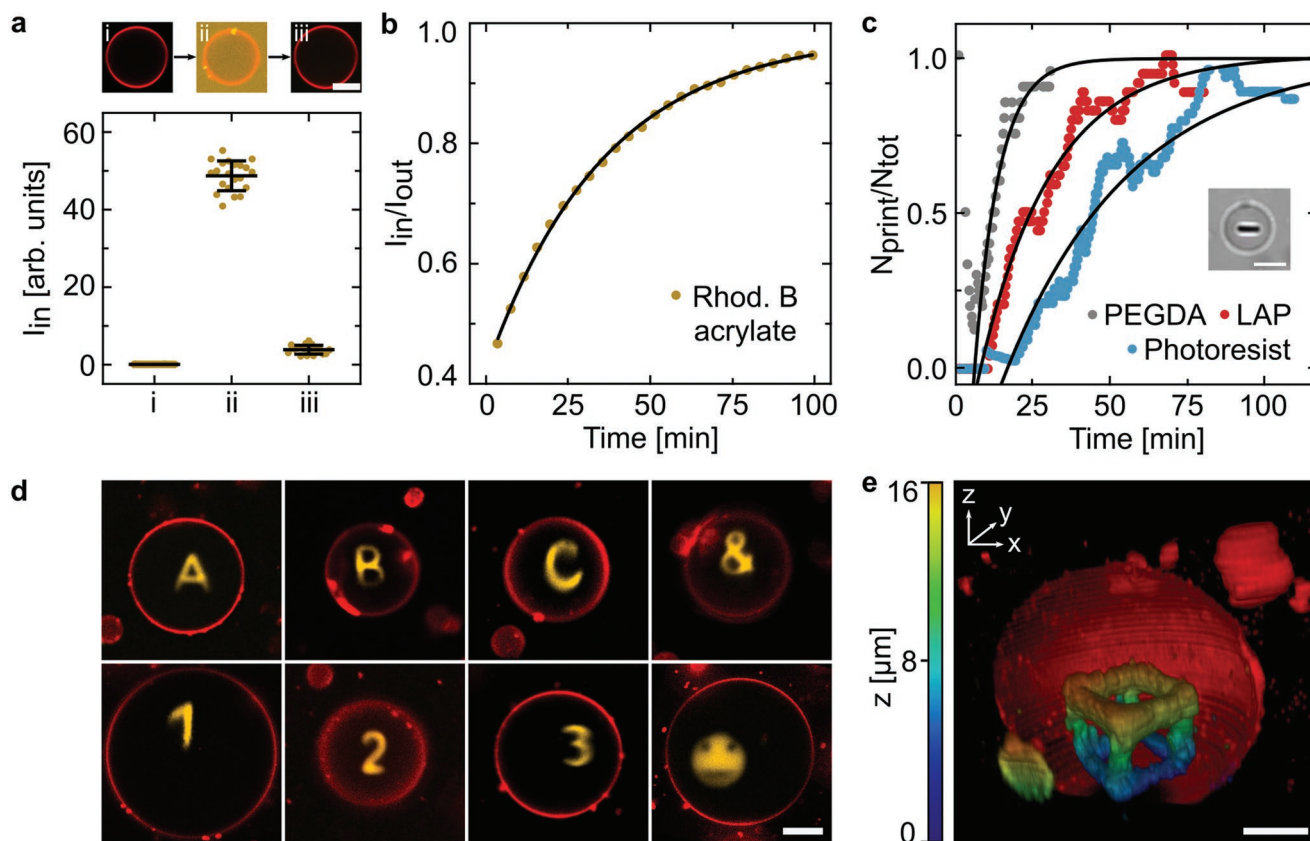 a
i
ii
iii
I_in [arb. units]
60
40
20
0
i
ii
iii
b
I_in/I_out
1.0
0.8
0.6
0.4
Rhod. B
acrylate
0
25
50
75
100
Time [min]
c
N_print/N_tot
1.0
0.5
0.0
PEGDA
LAP
Photoresist
0
25
50
75
100
Time [min]
d
A
B
C
&
1
2
3
e
16
8
0
z [µm]
z
y
x